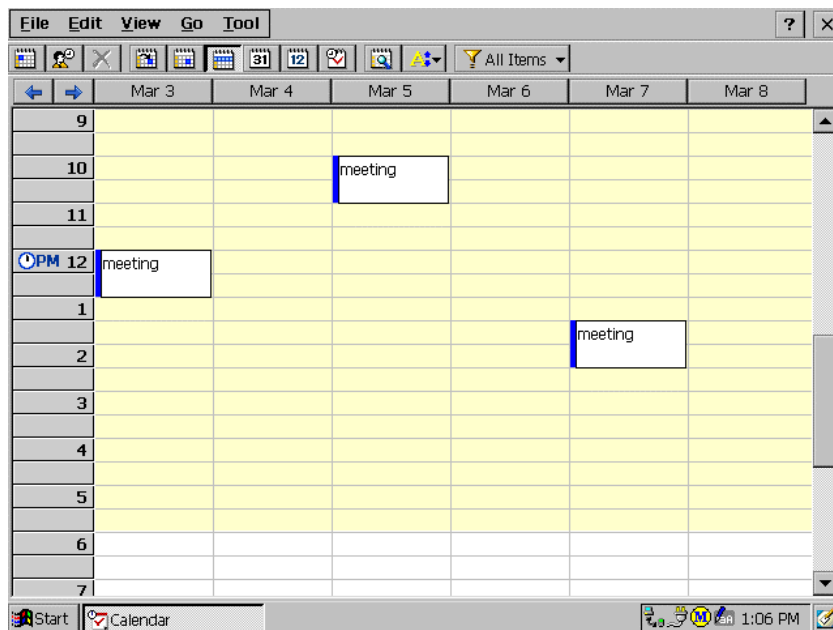 File Edit View Go Tool ?
31 12 A All Items
Mar 3 Mar 4 Mar 5 Mar 6 Mar 7 Mar 8
9
10 meeting
11
PM 12 meeting
1
meeting
2
3
4
5
6
7
Start Calendar M 1:06 PM